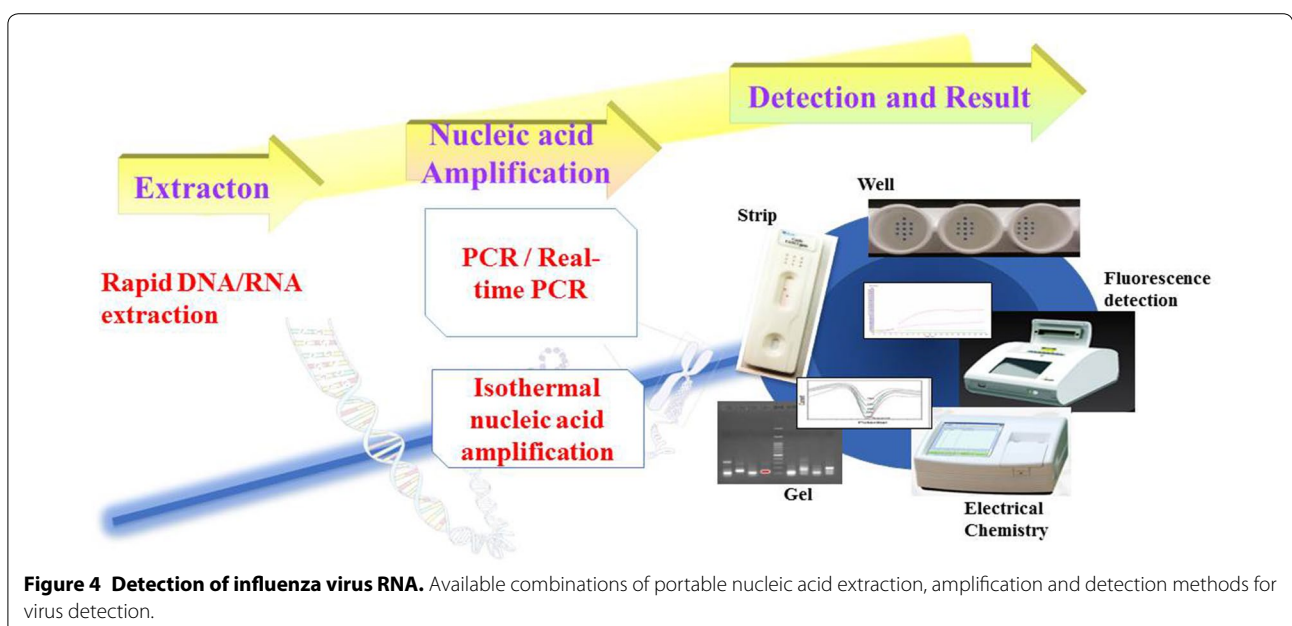 Extracton
Nucleic acid
Amplification
Detection and Result
Rapid DNA/RNA
extraction
PCR / Real-
time PCR
Isothermal
nucleic acid
amplification
Strip
Well
Fluorescence
detection
Gel
Electrical
Chemistry
Figure 4 Detection of influenza virus RNA. Available combinations of portable nucleic acid extraction, amplification and detection methods for
virus detection.